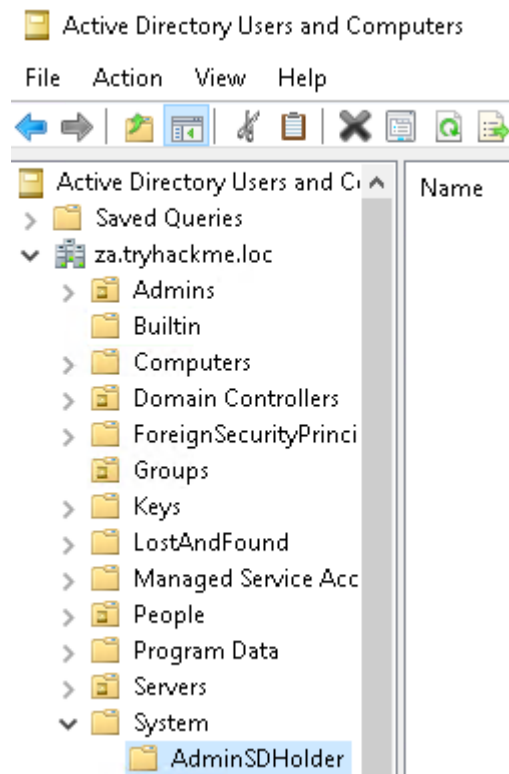 Active Directory Users and Computers
File Action View Help
Active Directory Users and Co
Name
Saved Queries
za.tryhackme.loc
Admins
Builtin
Computers
Domain Controllers
ForeignSecurityPrinci
Groups
Keys
LostAndFound
Managed Service Acc
People
Program Data
Servers
System
AdminSDHolder